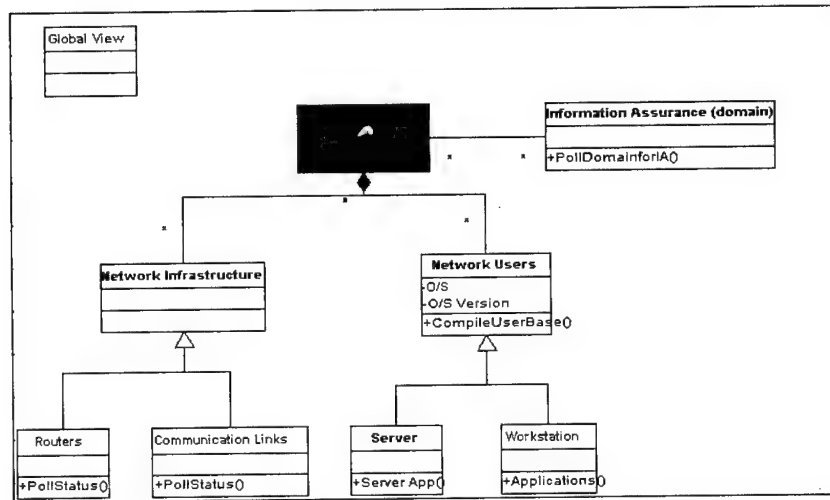 Global View
Information Assurance (domain)
+PollDomainforIA()
*
*
*
*
*
Network Infrastructure
Network Users
-O/S
-O/S Version
+CompileUserBase()
Routers
+PollStatus()
Communication Links
+PollStatus()
Server
+Server App()
Workstation
+Applications()